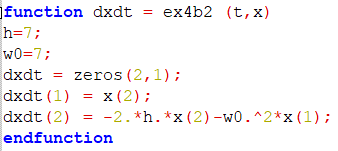 function dxdt = ex4b2 (t,x)
h=7;
w0=7;
dxdt = zeros(2,1);
dxdt(1) = x(2);
dxdt(2) = -2.*h.*x(2)-w0.^2*x(1);
endfunction